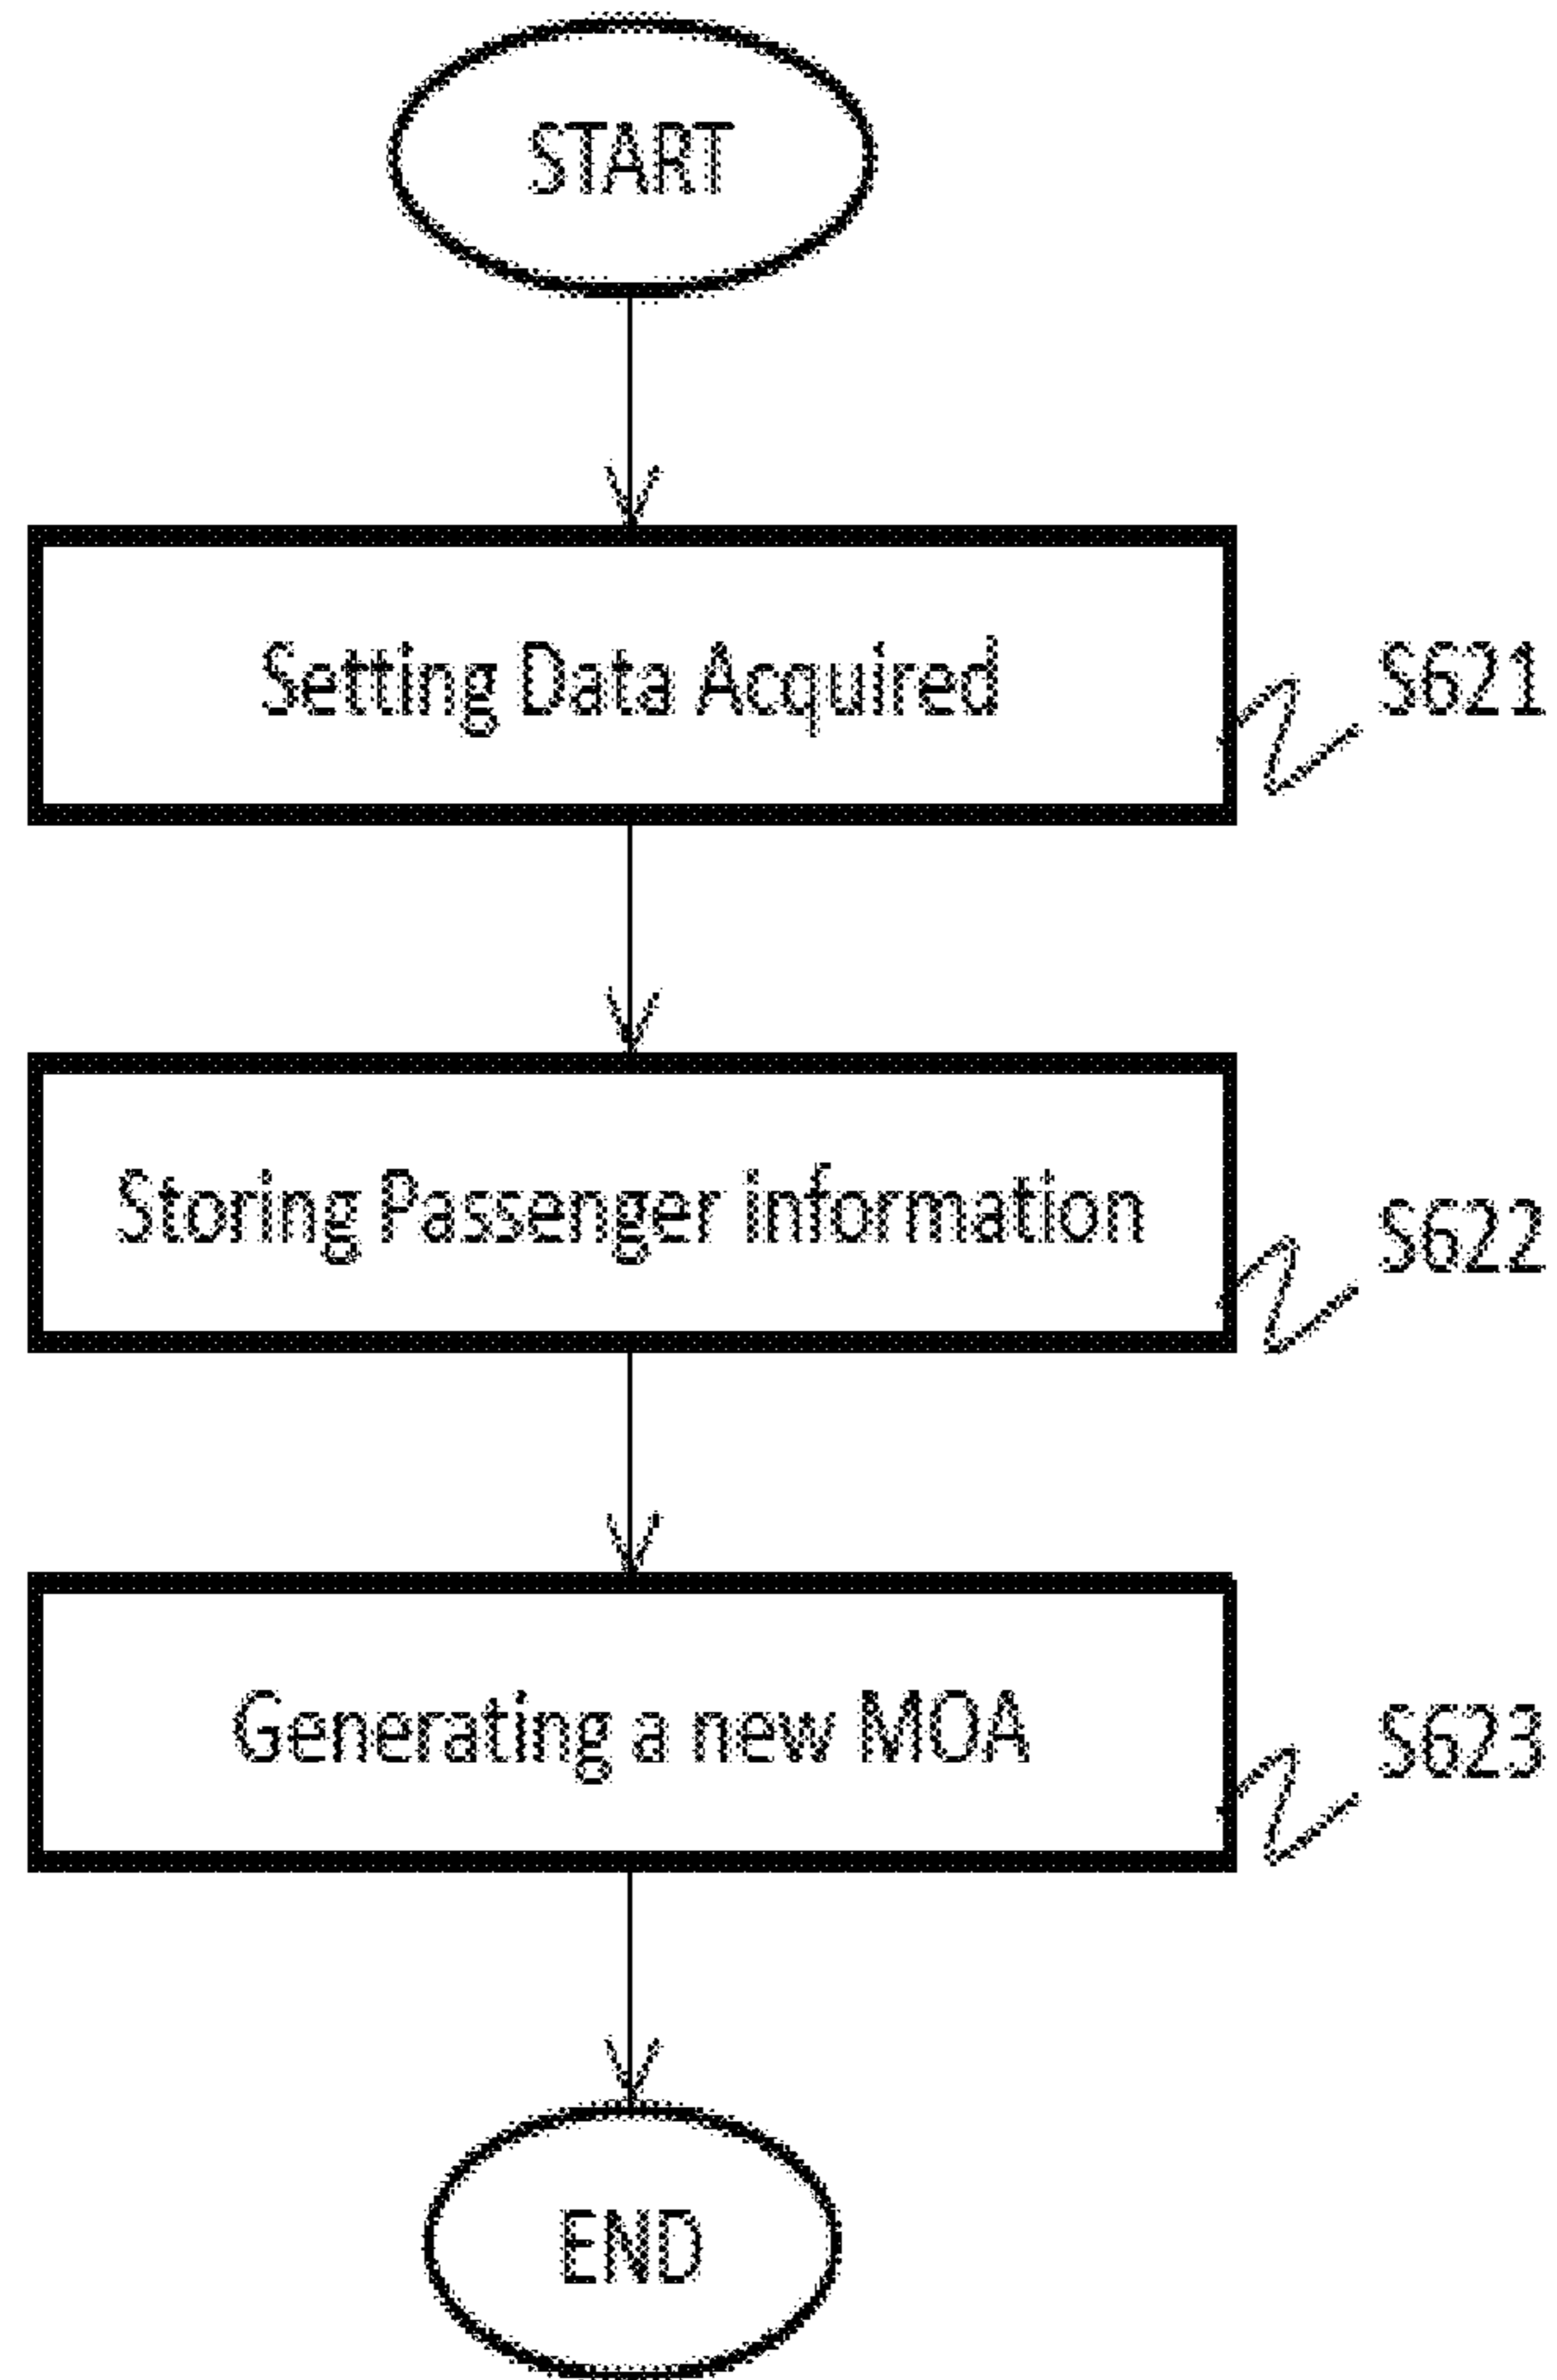 START
Setting Data Acquired
S621
Storing Passenger information
S622
Generating a new MOA
S623
END